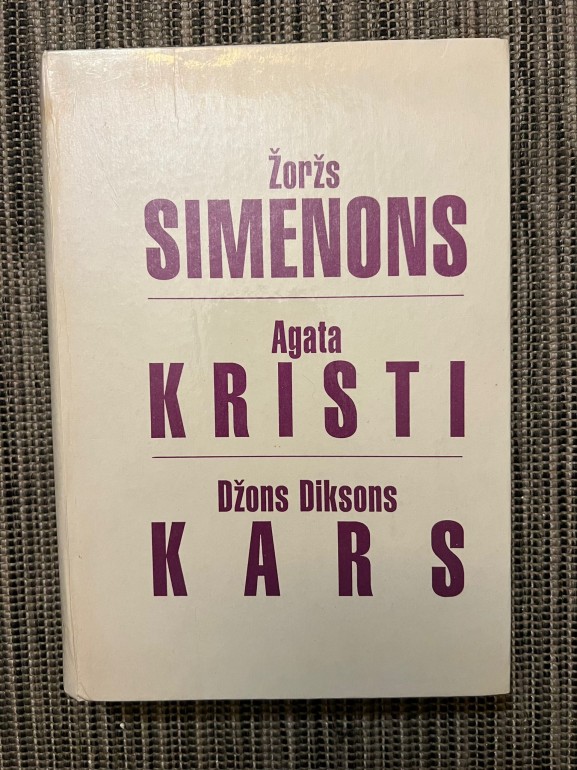 Žoržs
SIMENONS
Agata
KRISTI
Džons Diksons
KARS